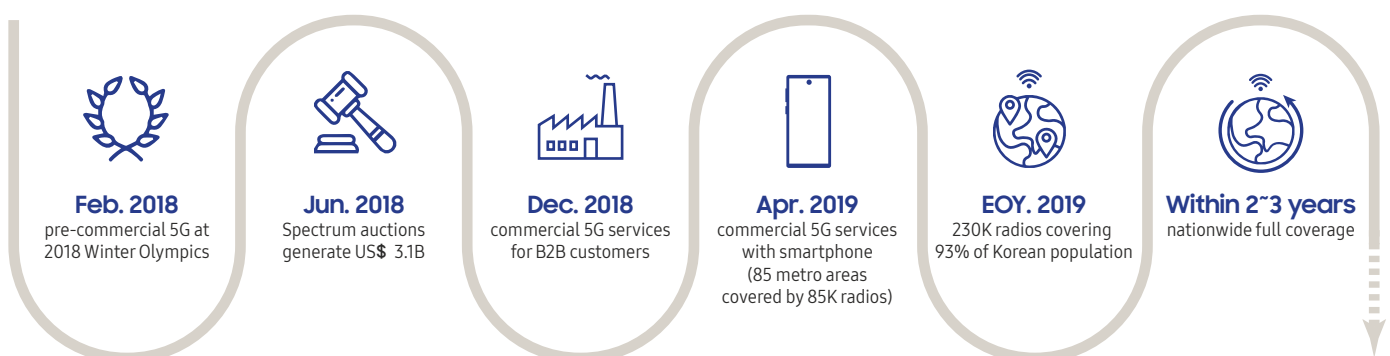 Feb. 2018
pre-commercial 5G at
2018 Winter Olympics
Jun. 2018
Spectrum auctions
generate US$ 3.1B
Dec. 2018
commercial 5G services
for B2B customers
Apr. 2019
commercial 5G services
with smartphone
(85 metro areas
covered by 85K radios)
EOY. 2019
230K radios covering
93% of Korean population
Within 2~3 years
nationwide full coverage